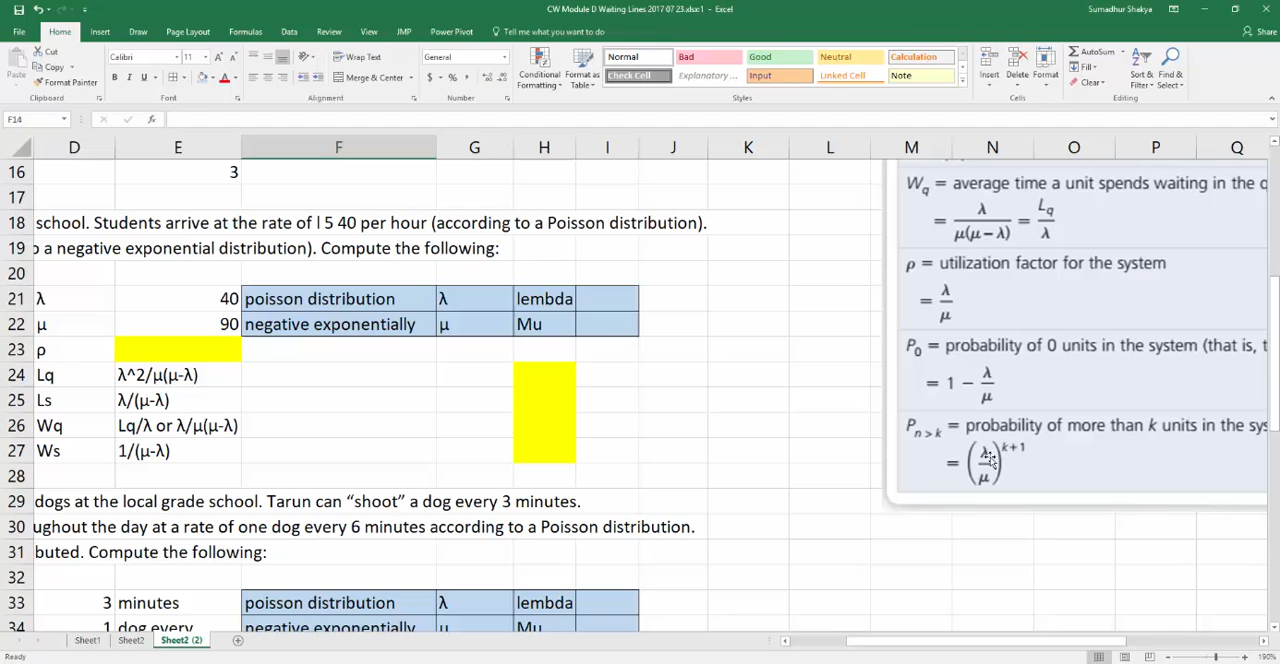 CW Module D Waiting Lines 2017 07 23.xlsx:1 - Excel
Sumadhur Shakya
File Home Insert Draw Page Layout Formulas Data Review View JMP Power Pivot Tell me what you want to do Share
Cut
Copy
Format Painter
Paste
Clipboard
Calibri 11
B I U
Font
Wrap Text
Merge & Center
Alignment
General
$ % ,
Number
Conditional Formatting
Format as Table
Normal Bad Good Neutral Calculation
Check Cell Explanatory ... Input Linked Cell Note
Styles
Insert Delete Format
Cells
AutoSum
Fill
Clear
Sort & Filter
Find & Select
Editing
F14
fx
D E F G H I J K L M N O P Q
16 3
17
18 school. Students arrive at the rate of l 5 40 per hour (according to a Poisson distribution).
19 o a negative exponential distribution). Compute the following:
20
21 λ 40 poisson distribution λ lembda
22 μ 90 negative exponentially μ Mu
23 ρ
24 Lq λ^2/μ(μ-λ)
25 Ls λ/(μ-λ)
26 Wq Lq/λ or λ/μ(μ-λ)
27 Ws 1/(μ-λ)
28
29 dogs at the local grade school. Tarun can “shoot” a dog every 3 minutes.
30 ughout the day at a rate of one dog every 6 minutes according to a Poisson distribution.
31 buted. Compute the following:
32
33 3 minutes poisson distribution λ lembda
34 1 dog every negative exponentially μ Mu
Wq = average time a unit spends waiting in the q
= λ / μ(μ − λ) = Lq / λ
ρ = utilization factor for the system
= λ / μ
P0 = probability of 0 units in the system (that is, t
= 1 − λ / μ
Pn>k = probability of more than k units in the sys
= (λ / μ)^k+1
Sheet1 Sheet2 Sheet2 (2)
Ready
190%